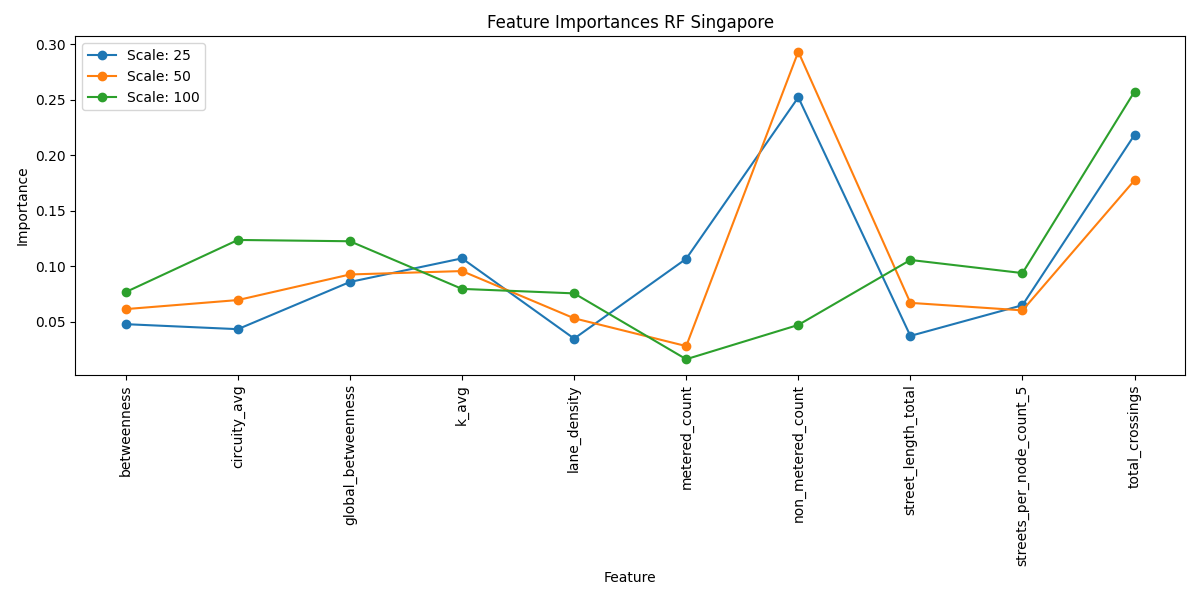 Feature Importances RF Singapore
Scale: 25
Scale: 50
Scale: 100
0.30
0.25
0.20
0.15
0.10
0.05
Importance
betweenness
circuity_avg
global_betweenness
k_avg
lane_density
metered_count
non_metered_count
street_length_total
streets_per_node_count_5
total_crossings
Feature